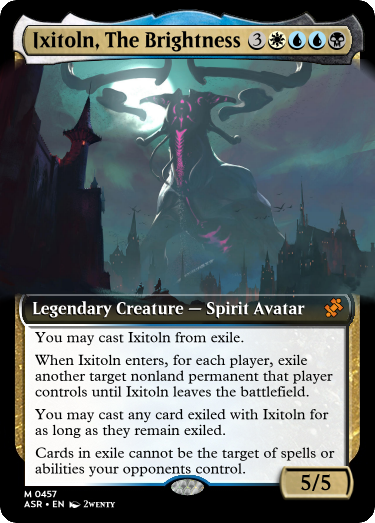 Ixitoln, The Brightness 3
Legendary Creature — Spirit Avatar
You may cast Ixitoln from exile.
When Ixitoln enters, for each player, exile
another target nonland permanent that player
controls until Ixitoln leaves the battlefield.
You may cast any card exiled with Ixitoln for
as long as they remain exiled.
Cards in exile cannot be the target of spells or
abilities your opponents control.
5/5
M 0457
ASR • EN 2WENTY